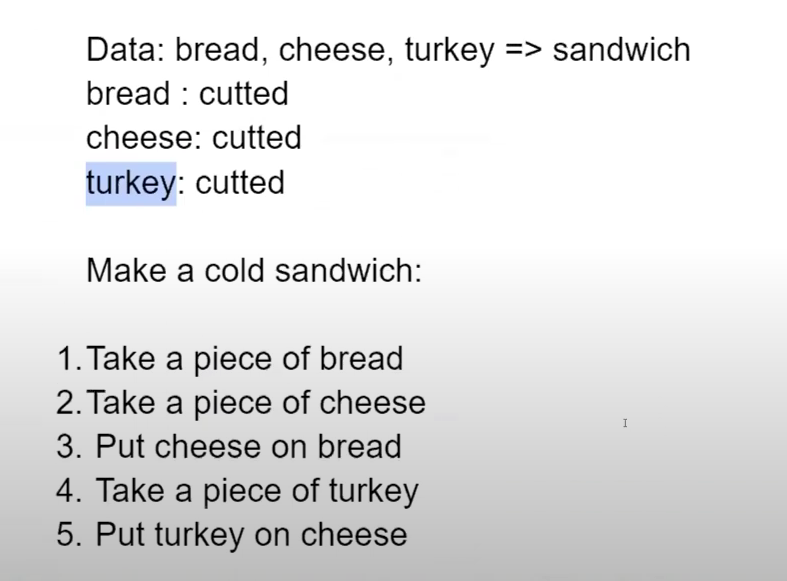 Data: bread, cheese, turkey => sandwich
bread : cutted
cheese: cutted
turkey: cutted
Make a cold sandwich:
1. Take a piece of bread
2. Take a piece of cheese
3. Put cheese on bread
4. Take a piece of turkey
5. Put turkey on cheese